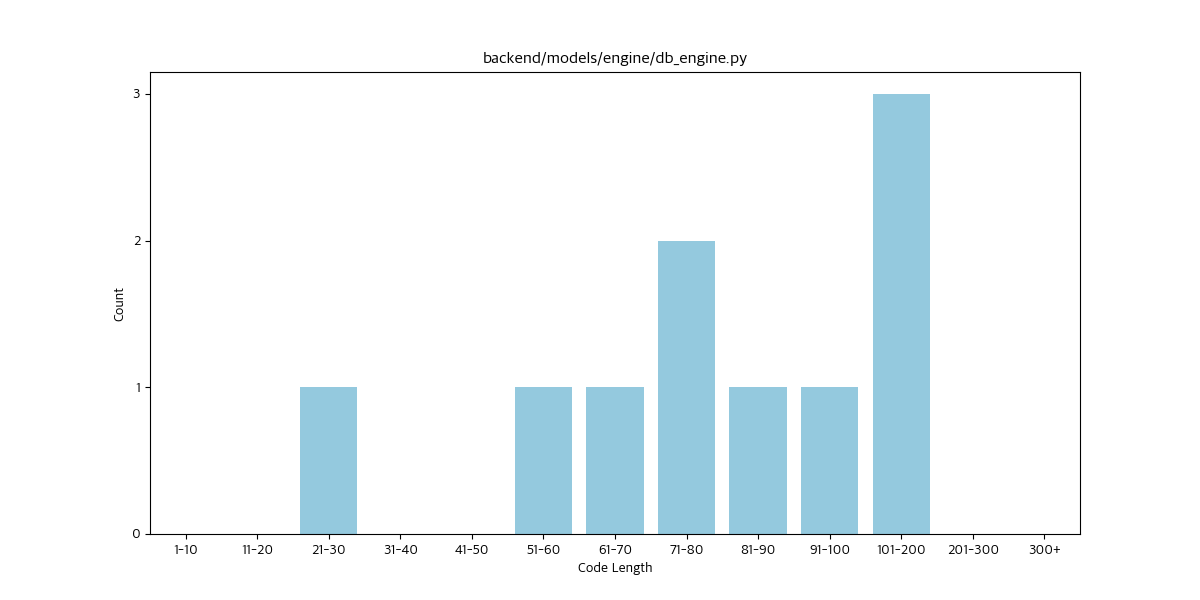 backend/models/engine/db_engine.py
3
2
1
0
Count
1-10 11-20 21-30 31-40 41-50 51-60 61-70 71-80 81-90 91-100 101-200 201-300 300+
Code Length